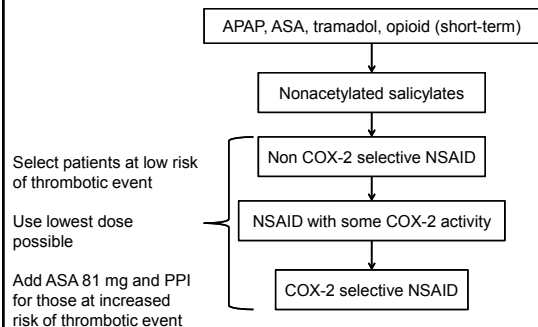 APAP, ASA, tramadol, opioid (short-term)
Nonacetylated salicylates
Non COX-2 selective NSAID
NSAID with some COX-2 activity
COX-2 selective NSAID
Select patients at low risk
of thrombotic event
Use lowest dose
possible
Add ASA 81 mg and PPI
for those at increased
risk of thrombotic event